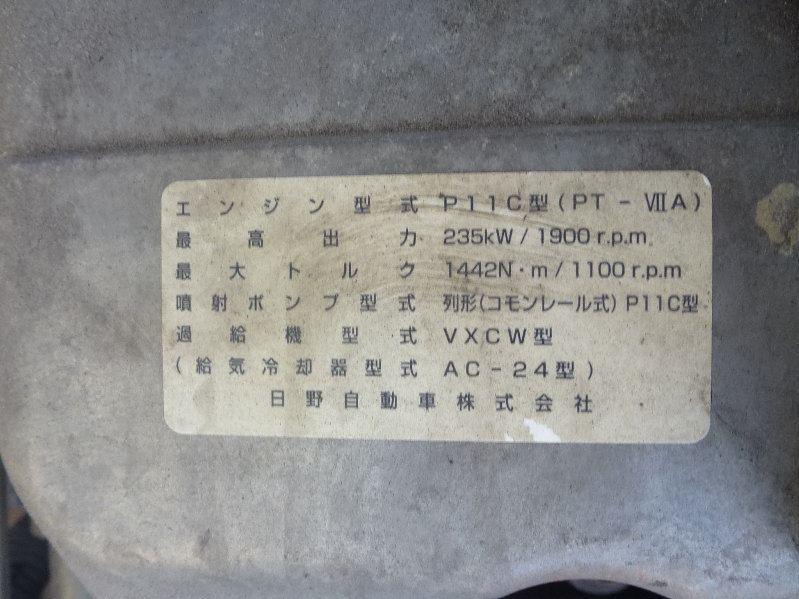 エンジン型式 P11C型(PT-ⅦA)
最高出力 235kW/1900r.p.m
最大トルク 1442N·m/1100r.p.m
噴射ポンプ型式 列形(コモンレール式)P11C型
過給機型式 VXCW型
(給気冷却器型式 AC-24型)
日野自動車株式会社